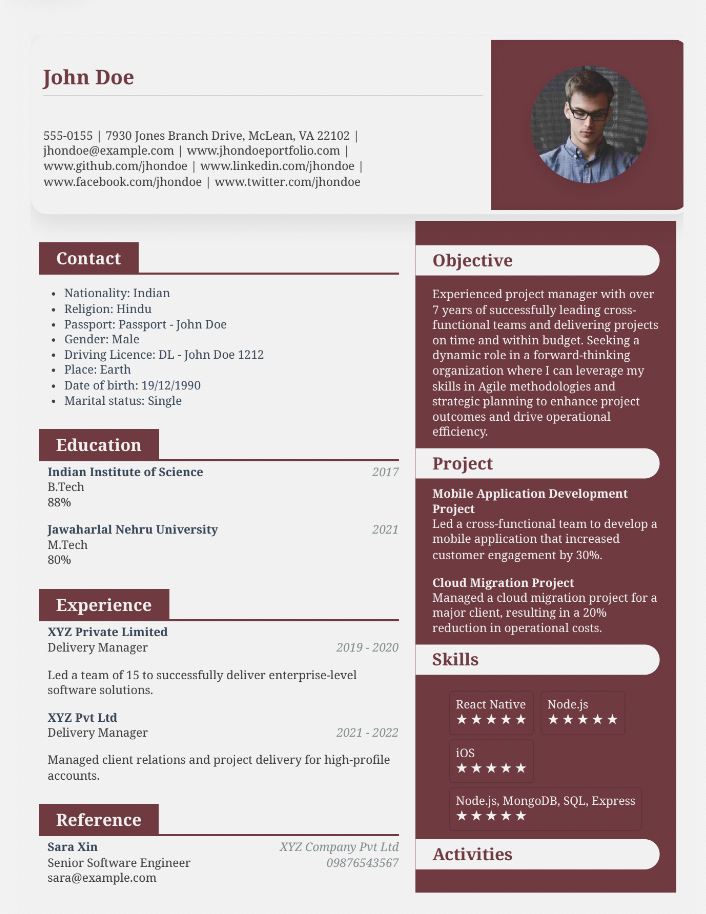 John Doe
555-0155 | 7930 Jones Branch Drive, McLean, VA 22102 |
jhondoe@example.com | www.jhondoeportfolio.com |
www.github.com/jhondoe | www.linkedin.com/jhondoe |
www.facebook.com/jhondoe | www.twitter.com/jhondoe
Contact
• Nationality: Indian
• Religion: Hindu
• Passport: Passport - John Doe
• Gender: Male
• Driving Licence: DL - John Doe 1212
• Place: Earth
• Date of birth: 19/12/1990
• Marital status: Single
Education
Indian Institute of Science 2017
B.Tech
88%
Jawaharlal Nehru University 2021
M.Tech
80%
Experience
XYZ Private Limited
Delivery Manager 2019 - 2020
Led a team of 15 to successfully deliver enterprise-level
software solutions.
XYZ Pvt Ltd
Delivery Manager 2021 - 2022
Managed client relations and project delivery for high-profile
accounts.
Reference
Sara Xin XYZ Company Pvt Ltd
Senior Software Engineer 09876543567
sara@example.com
Objective
Experienced project manager with over
7 years of successfully leading cross-
functional teams and delivering projects
on time and within budget. Seeking a
dynamic role in a forward-thinking
organization where I can leverage my
skills in Agile methodologies and
strategic planning to enhance project
outcomes and drive operational
efficiency.
Project
Mobile Application Development
Project
Led a cross-functional team to develop a
mobile application that increased
customer engagement by 30%.
Cloud Migration Project
Managed a cloud migration project for a
major client, resulting in a 20%
reduction in operational costs.
Skills
React Native Node.js
★★★★★ ★★★★★
iOS
★★★★★
Node.js, MongoDB, SQL, Express
★★★★★
Activities